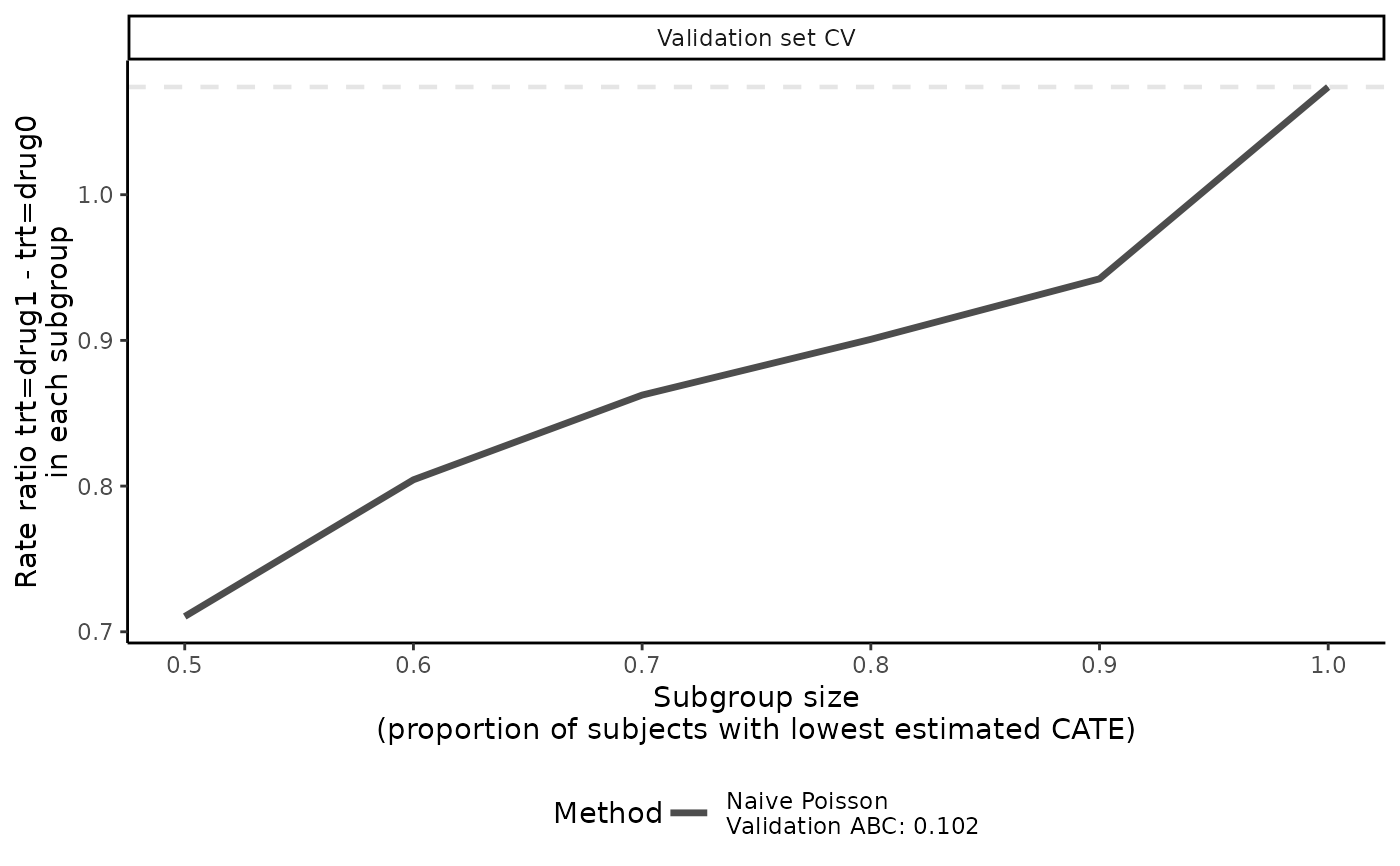 Validation set CV
Rate ratio trt=drug1 - trt=drug0
in each subgroup
1.0
0.9
0.8
0.7
0.5 0.6 0.7 0.8 0.9 1.0
Subgroup size
(proportion of subjects with lowest estimated CATE)
Method
Naive Poisson
Validation ABC: 0.102